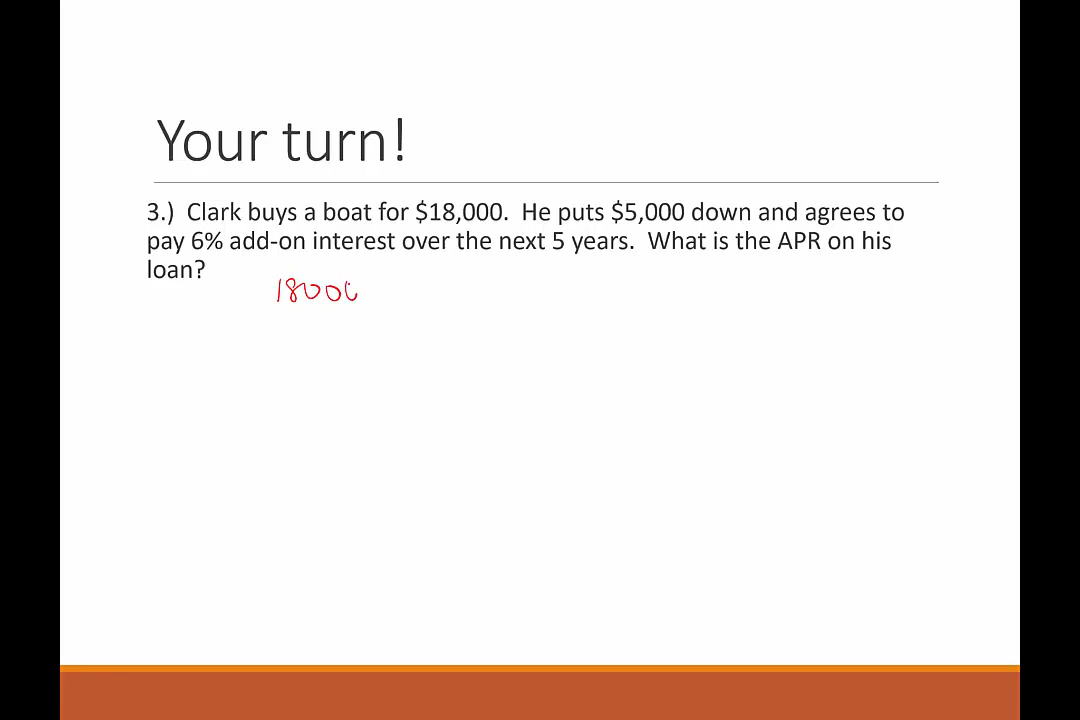 Your turn!
3.) Clark buys a boat for $18,000. He puts $5,000 down and agrees to
pay 6% add-on interest over the next 5 years. What is the APR on his
loan?
18000